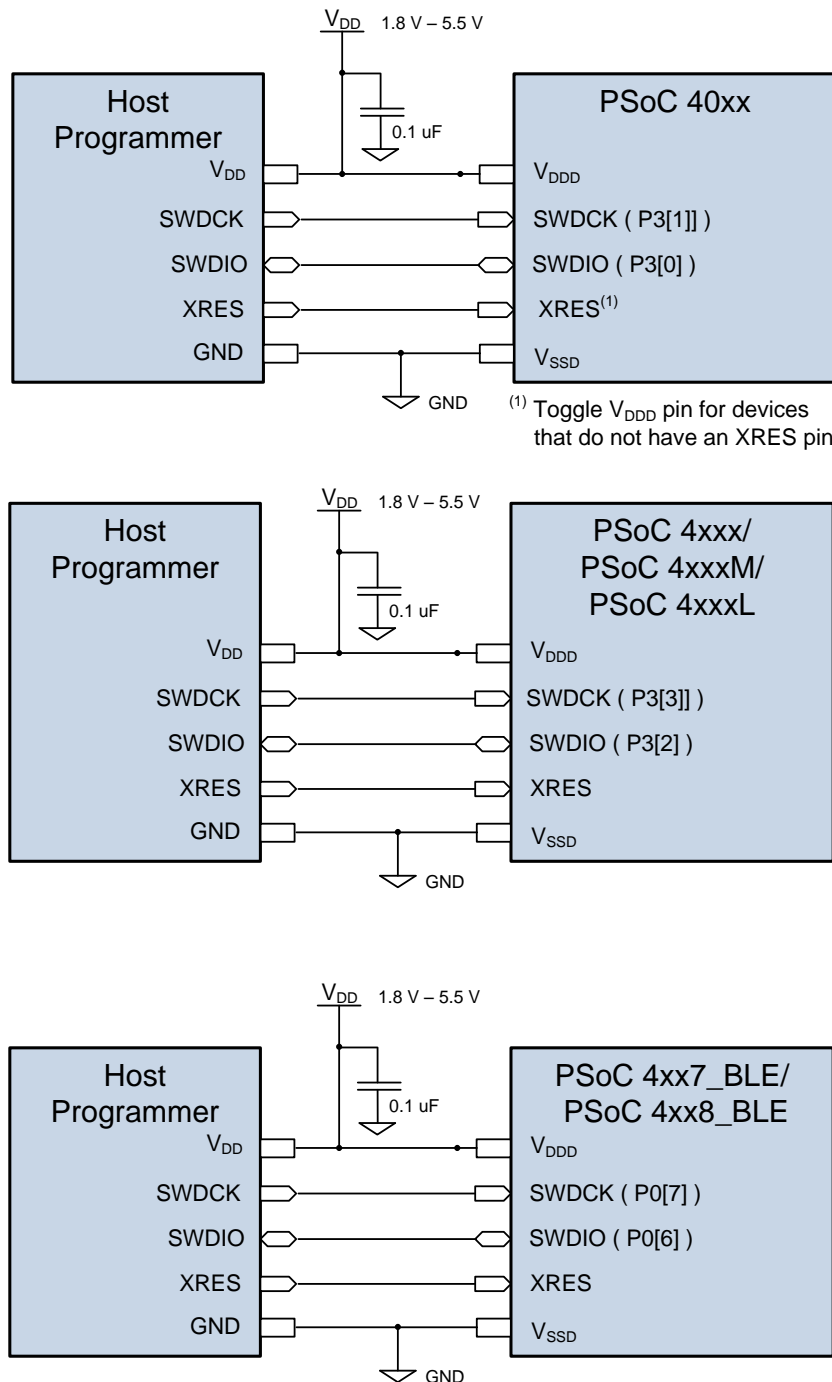 VDD 1.8 V – 5.5 V
Host
Programmer
PSoC 40xx
0.1 uF
VDD
VDDD
SWDCK
SWDCK ( P3[1]] )
SWDIO
SWDIO ( P3[0] )
XRES
XRES(1)
GND
VSSD
GND
(1) Toggle VDDD pin for devices
that do not have an XRES pin
VDD 1.8 V – 5.5 V
Host
Programmer
PSoC 4xxx/
PSoC 4xxxM/
PSoC 4xxxL
0.1 uF
VDD
VDDD
SWDCK
SWDCK ( P3[3]] )
SWDIO
SWDIO ( P3[2] )
XRES
XRES
GND
VSSD
GND
VDD 1.8 V – 5.5 V
Host
Programmer
PSoC 4xx7_BLE/
PSoC 4xx8_BLE
0.1 uF
VDD
VDDD
SWDCK
SWDCK ( P0[7] )
SWDIO
SWDIO ( P0[6] )
XRES
XRES
GND
VSSD
GND